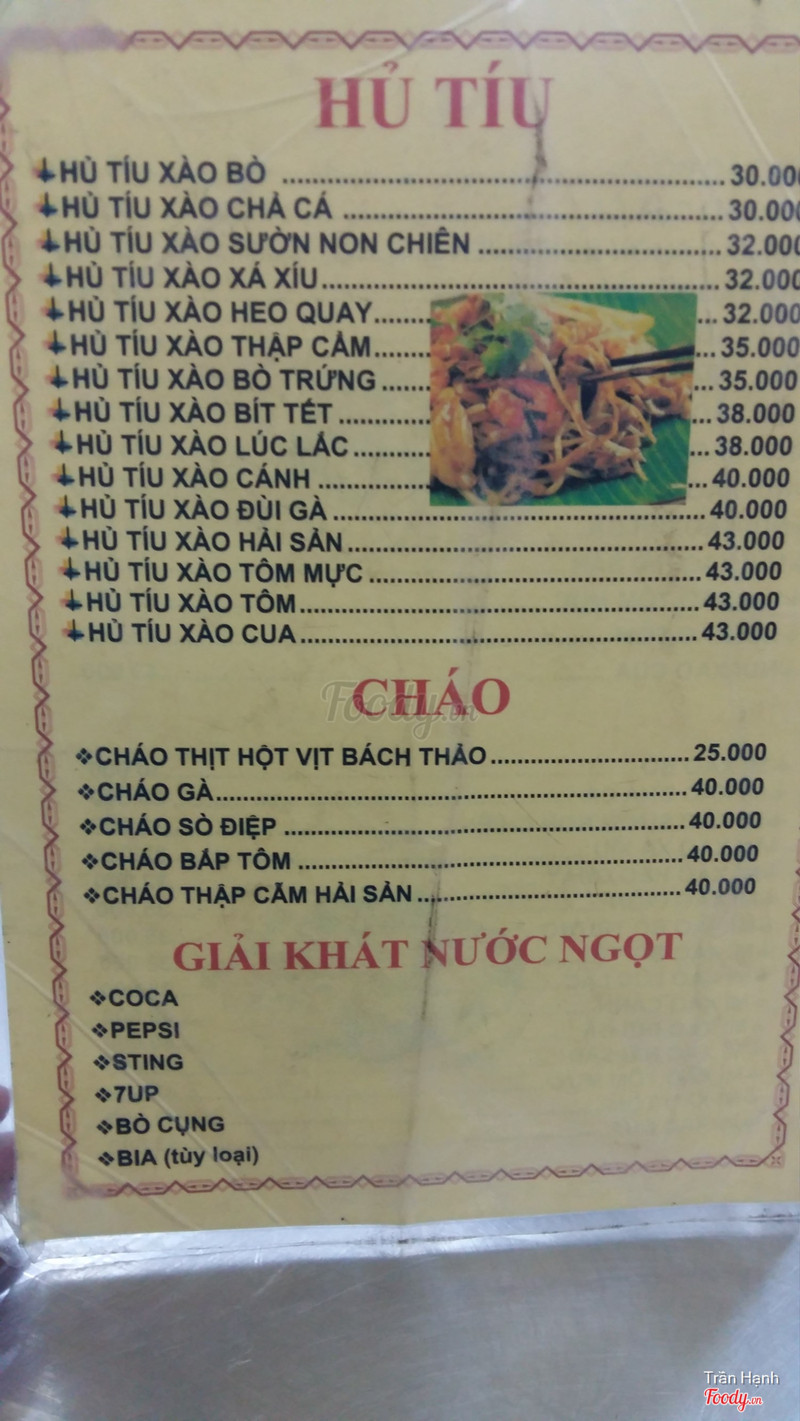 HỦ TÍU
HỦ TÍU XÀO BÒ ........ 30.000
HỦ TÍU XÀO CHẢ CÁ ........ 30.000
HỦ TÍU XÀO SƯỜN NON CHIÊN ........ 32.000
HỦ TÍU XÀO XÁ XÍU ........ 32.000
HỦ TÍU XÀO HEO QUAY ........ 32.000
HỦ TÍU XÀO THẬP CẨM ........ 35.000
HỦ TÍU XÀO BÒ TRỨNG ........ 35.000
HỦ TÍU XÀO BÍT TẾT ........ 38.000
HỦ TÍU XÀO LÚC LẮC ........ 38.000
HỦ TÍU XÀO CÁNH ........ 40.000
HỦ TÍU XÀO ĐÙI GÀ ........ 40.000
HỦ TÍU XÀO HẢI SẢN ........ 43.000
HỦ TÍU XÀO TÔM MỰC ........ 43.000
HỦ TÍU XÀO TÔM ........ 43.000
HỦ TÍU XÀO CUA ........ 43.000
CHÁO
Foody.vn
CHÁO THỊT HỘT VỊT BÁCH THẢO ........ 25.000
CHÁO GÀ ........ 40.000
CHÁO SÒ ĐIỆP ........ 40.000
CHÁO BẮP TÔM ........ 40.000
CHÁO THẬP CẪM HẢI SẢN ........ 40.000
GIẢI KHÁT NƯỚC NGỌT
COCA
PEPSI
STING
7UP
BÒ CỤNG
BIA (tùy loại)
Trần Hạnh
Foody.vn